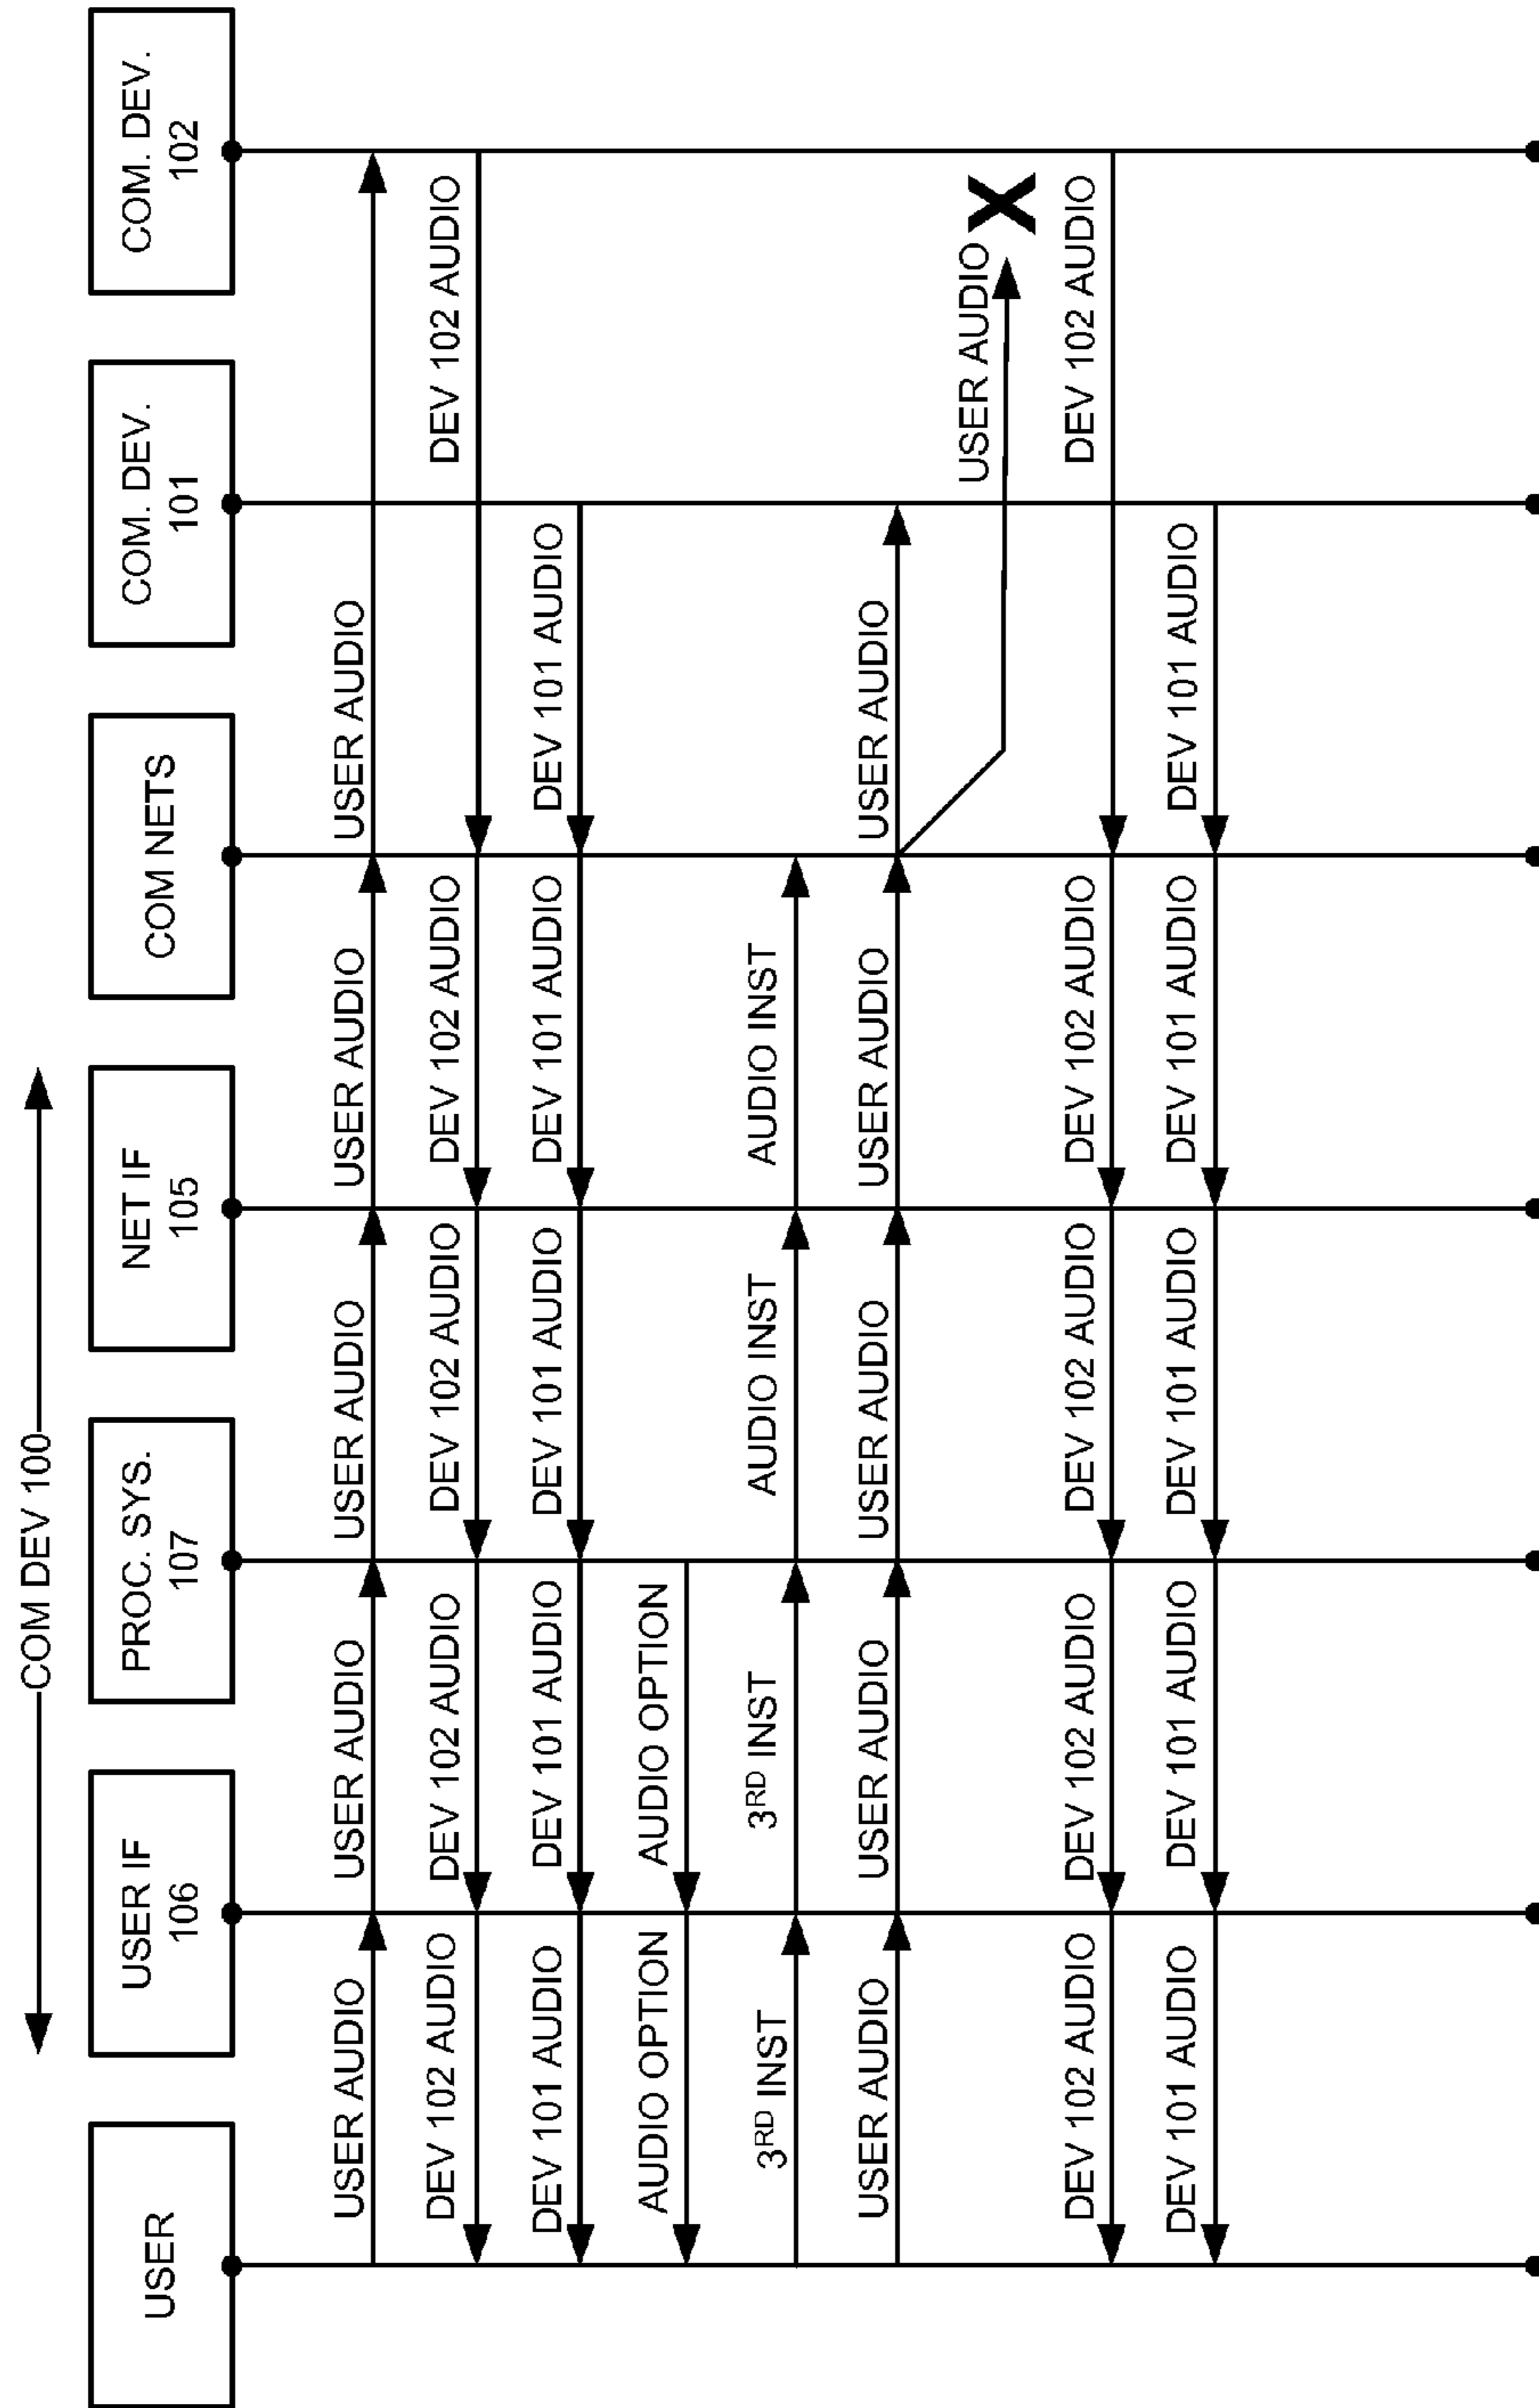 COM DEV 100
USER
USER IF
106
PROC. SYS.
107
NET IF
105
COM NETS
COM. DEV.
101
COM. DEV.
102
USER AUDIO
USER AUDIO
USER AUDIO
USER AUDIO
USER AUDIO
DEV 102 AUDIO
DEV 102 AUDIO
DEV 102 AUDIO
DEV 102 AUDIO
DEV 102 AUDIO
DEV 101 AUDIO
DEV 101 AUDIO
DEV 101 AUDIO
DEV 101 AUDIO
DEV 101 AUDIO
AUDIO OPTION
AUDIO OPTION
3RD INST
3RD INST
AUDIO INST
AUDIO INST
USER AUDIO
USER AUDIO
USER AUDIO
USER AUDIO
USER AUDIO
USER AUDIO
X
DEV 102 AUDIO
DEV 102 AUDIO
DEV 102 AUDIO
DEV 102 AUDIO
DEV 102 AUDIO
DEV 101 AUDIO
DEV 101 AUDIO
DEV 101 AUDIO
DEV 101 AUDIO
DEV 101 AUDIO